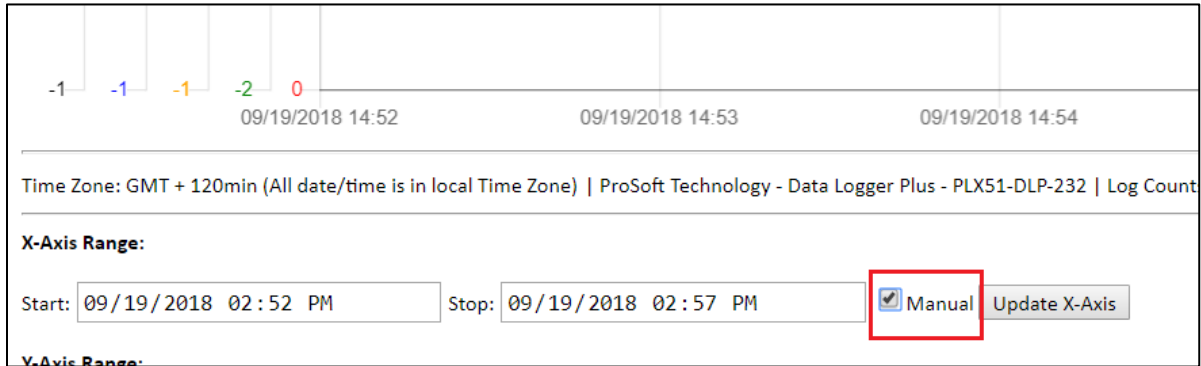 -1 -1 -1 -2 0
09/19/2018 14:52 09/19/2018 14:53 09/19/2018 14:54
Time Zone: GMT + 120min (All date/time is in local Time Zone) | ProSoft Technology - Data Logger Plus - PLX51-DLP-232 | Log Count
X-Axis Range:
Start: 09/19/2018 02:52 PM Stop: 09/19/2018 02:57 PM Manual Update X-Axis
Y-Axis Range: